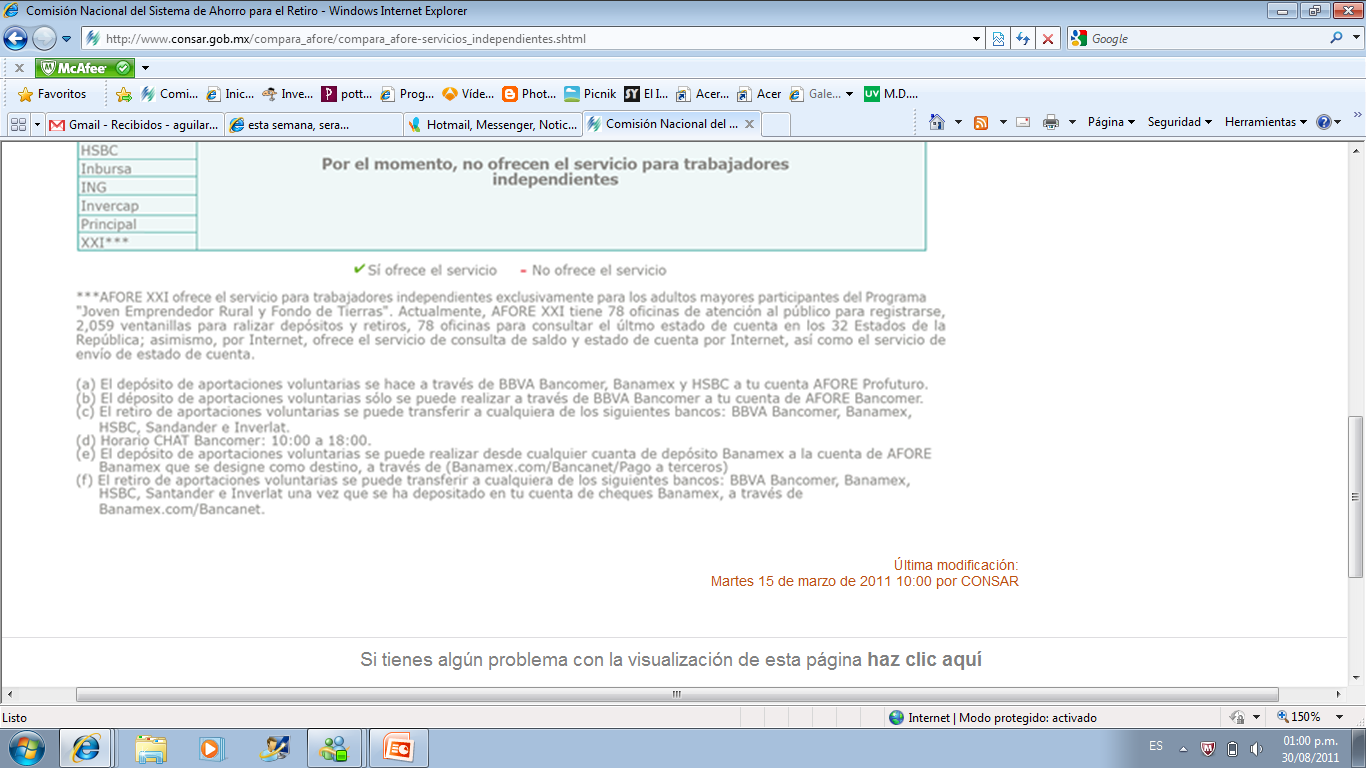 Comisión Nacional del Sistema de Ahorro para el Retiro - Windows Internet Explorer
http://www.consar.gob.mx/compara_afore/compara_afore-servicios_independientes.shtml
Google
McAfee
Favoritos Comi... Inic... Inve... pott... Prog... Víde... Phot... Picnik SY El I... Acer... Acer Gale... UV M.D....
Gmail - Recibidos - aguilar... esta semana, sera... Hotmail, Messenger, Notic... Comisión Nacional del ... Página Seguridad Herramientas
HSBC
Inbursa
ING
Invercap
Principal
XXI***
Por el momento, no ofrecen el servicio para trabajadores
independientes
Sí ofrece el servicio - No ofrece el servicio
***AFORE XXI ofrece el servicio para trabajadores independientes exclusivamente para los adultos mayores participantes del Programa
"Joven Emprendedor Rural y Fondo de Tierras". Actualmente, AFORE XXI tiene 78 oficinas de atención al público para registrarse,
2,059 ventanillas para ralizar depósitos y retiros, 78 oficinas para consultar el últmo estado de cuenta en los 32 Estados de la
República; asimismo, por Internet, ofrece el servicio de consulta de saldo y estado de cuenta por Internet, así como el servicio de
envío de estado de cuenta.
(a) El depósito de aportaciones voluntarias se hace a través de BBVA Bancomer, Banamex y HSBC a tu cuenta AFORE Profuturo.
(b) El déposito de aportaciones voluntarias sólo se puede realizar a través de BBVA Bancomer a tu cuenta de AFORE Bancomer.
(c) El retiro de aportaciones voluntarias se puede transferir a cualquiera de los siguientes bancos: BBVA Bancomer, Banamex,
HSBC, Sandander e Inverlat.
(d) Horario CHAT Bancomer: 10:00 a 18:00.
(e) El depósito de aportaciones voluntarias se puede realizar desde cualquier cuanta de depósito Banamex a la cuenta de AFORE
Banamex que se designe como destino, a través de (Banamex.com/Bancanet/Pago a terceros)
(f) El retiro de aportaciones voluntarias se puede transferir a cualquiera de los siguientes bancos: BBVA Bancomer, Banamex,
HSBC, Santander e Inverlat una vez que se ha depositado en tu cuenta de cheques Banamex, a través de
Banamex.com/Bancanet.
Última modificación:
Martes 15 de marzo de 2011 10:00 por CONSAR
Si tienes algún problema con la visualización de esta página haz clic aquí
Listo Internet | Modo protegido: activado 150%
ES 01:00 p.m.
30/08/2011